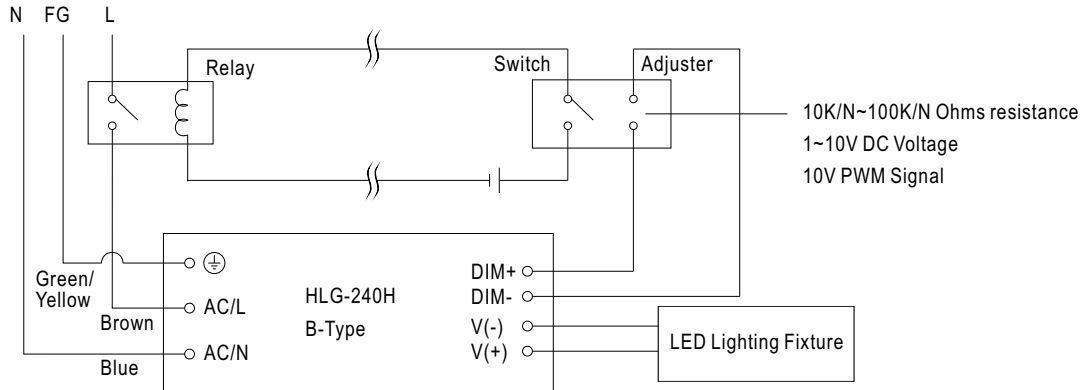 N FG L
Relay
Switch
Adjuster
10K/N~100K/N Ohms resistance
1~10V DC Voltage
10V PWM Signal
Green/
Yellow
Brown
Blue
AC/L
AC/N
HLG-240H
B-Type
DIM+
DIM-
V(-)
V(+)
LED Lighting Fixture